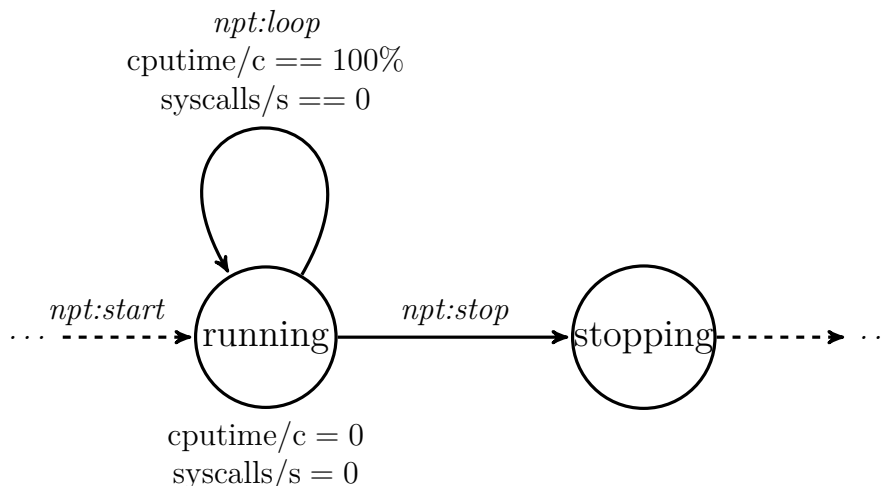 npt:loop
cputime/c == 100%
syscalls/s == 0
npt:start
npt:stop
...
running
stopping
...
cputime/c = 0
syscalls/s = 0